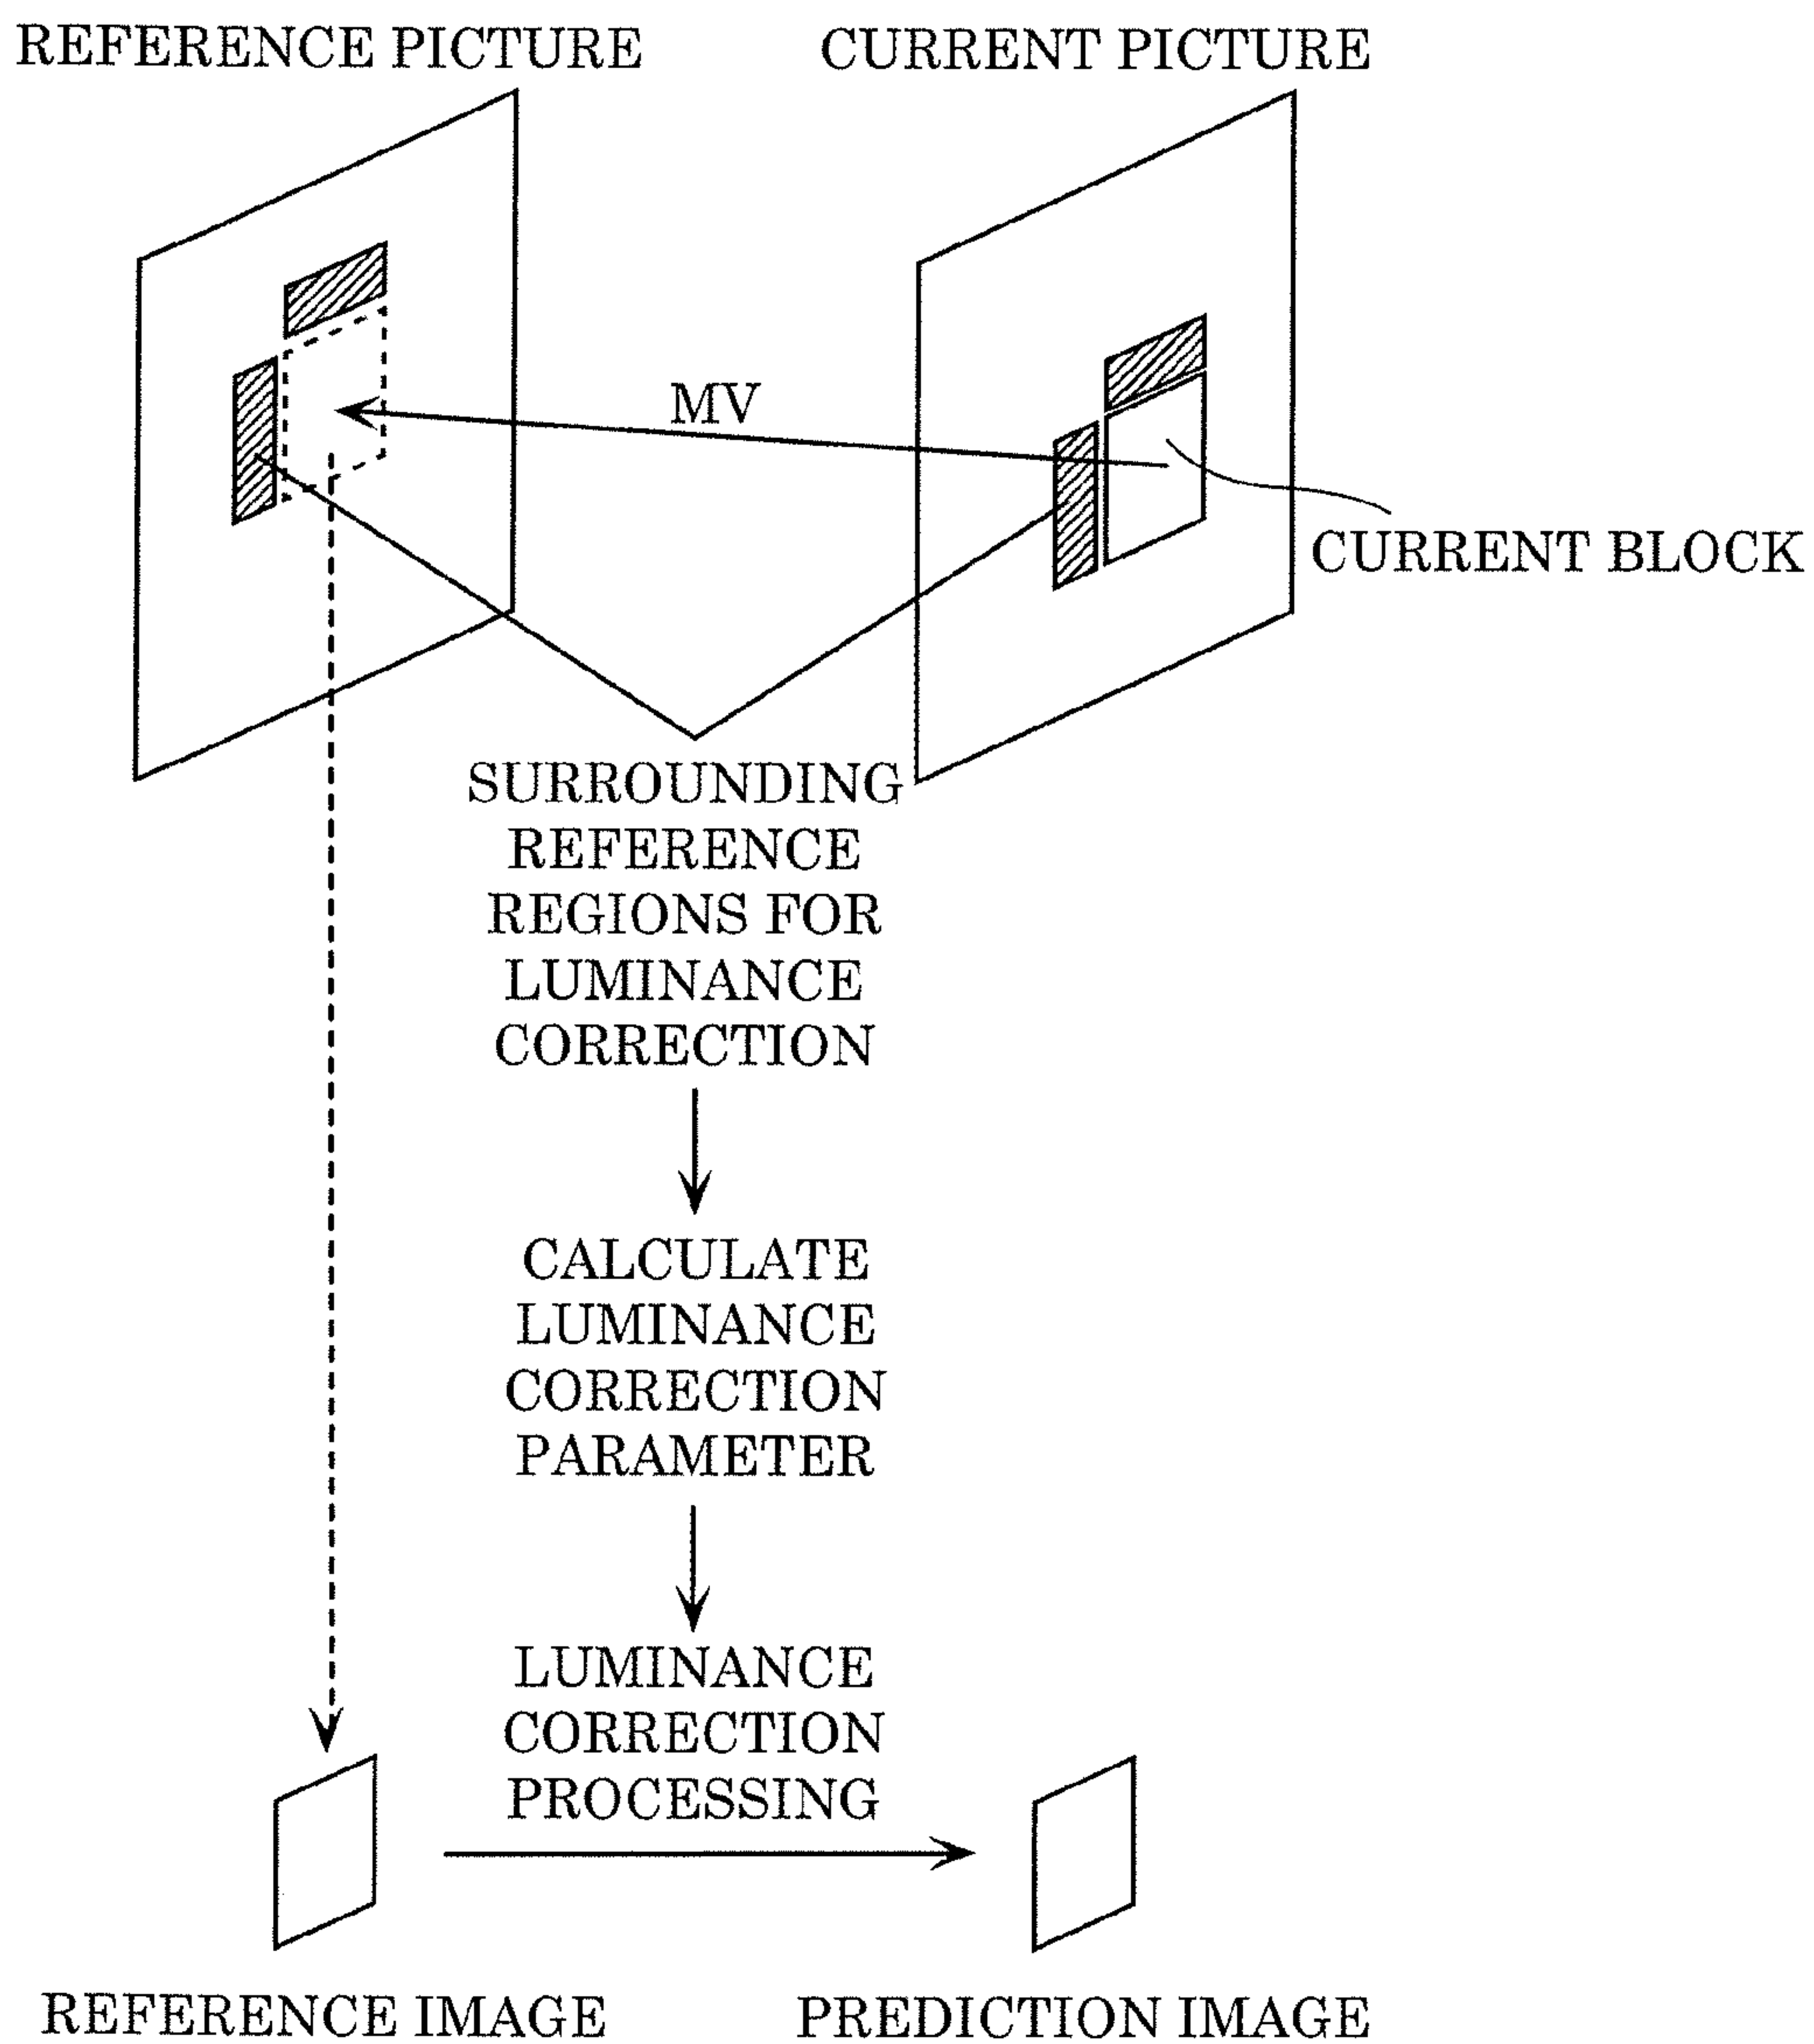 REFERENCE PICTURE
CURRENT PICTURE
MV
CURRENT BLOCK
SURROUNDING
REFERENCE
REGIONS FOR
LUMINANCE
CORRECTION
CALCULATE
LUMINANCE
CORRECTION
PARAMETER
LUMINANCE
CORRECTION
PROCESSING
REFERENCE IMAGE
PREDICTION IMAGE